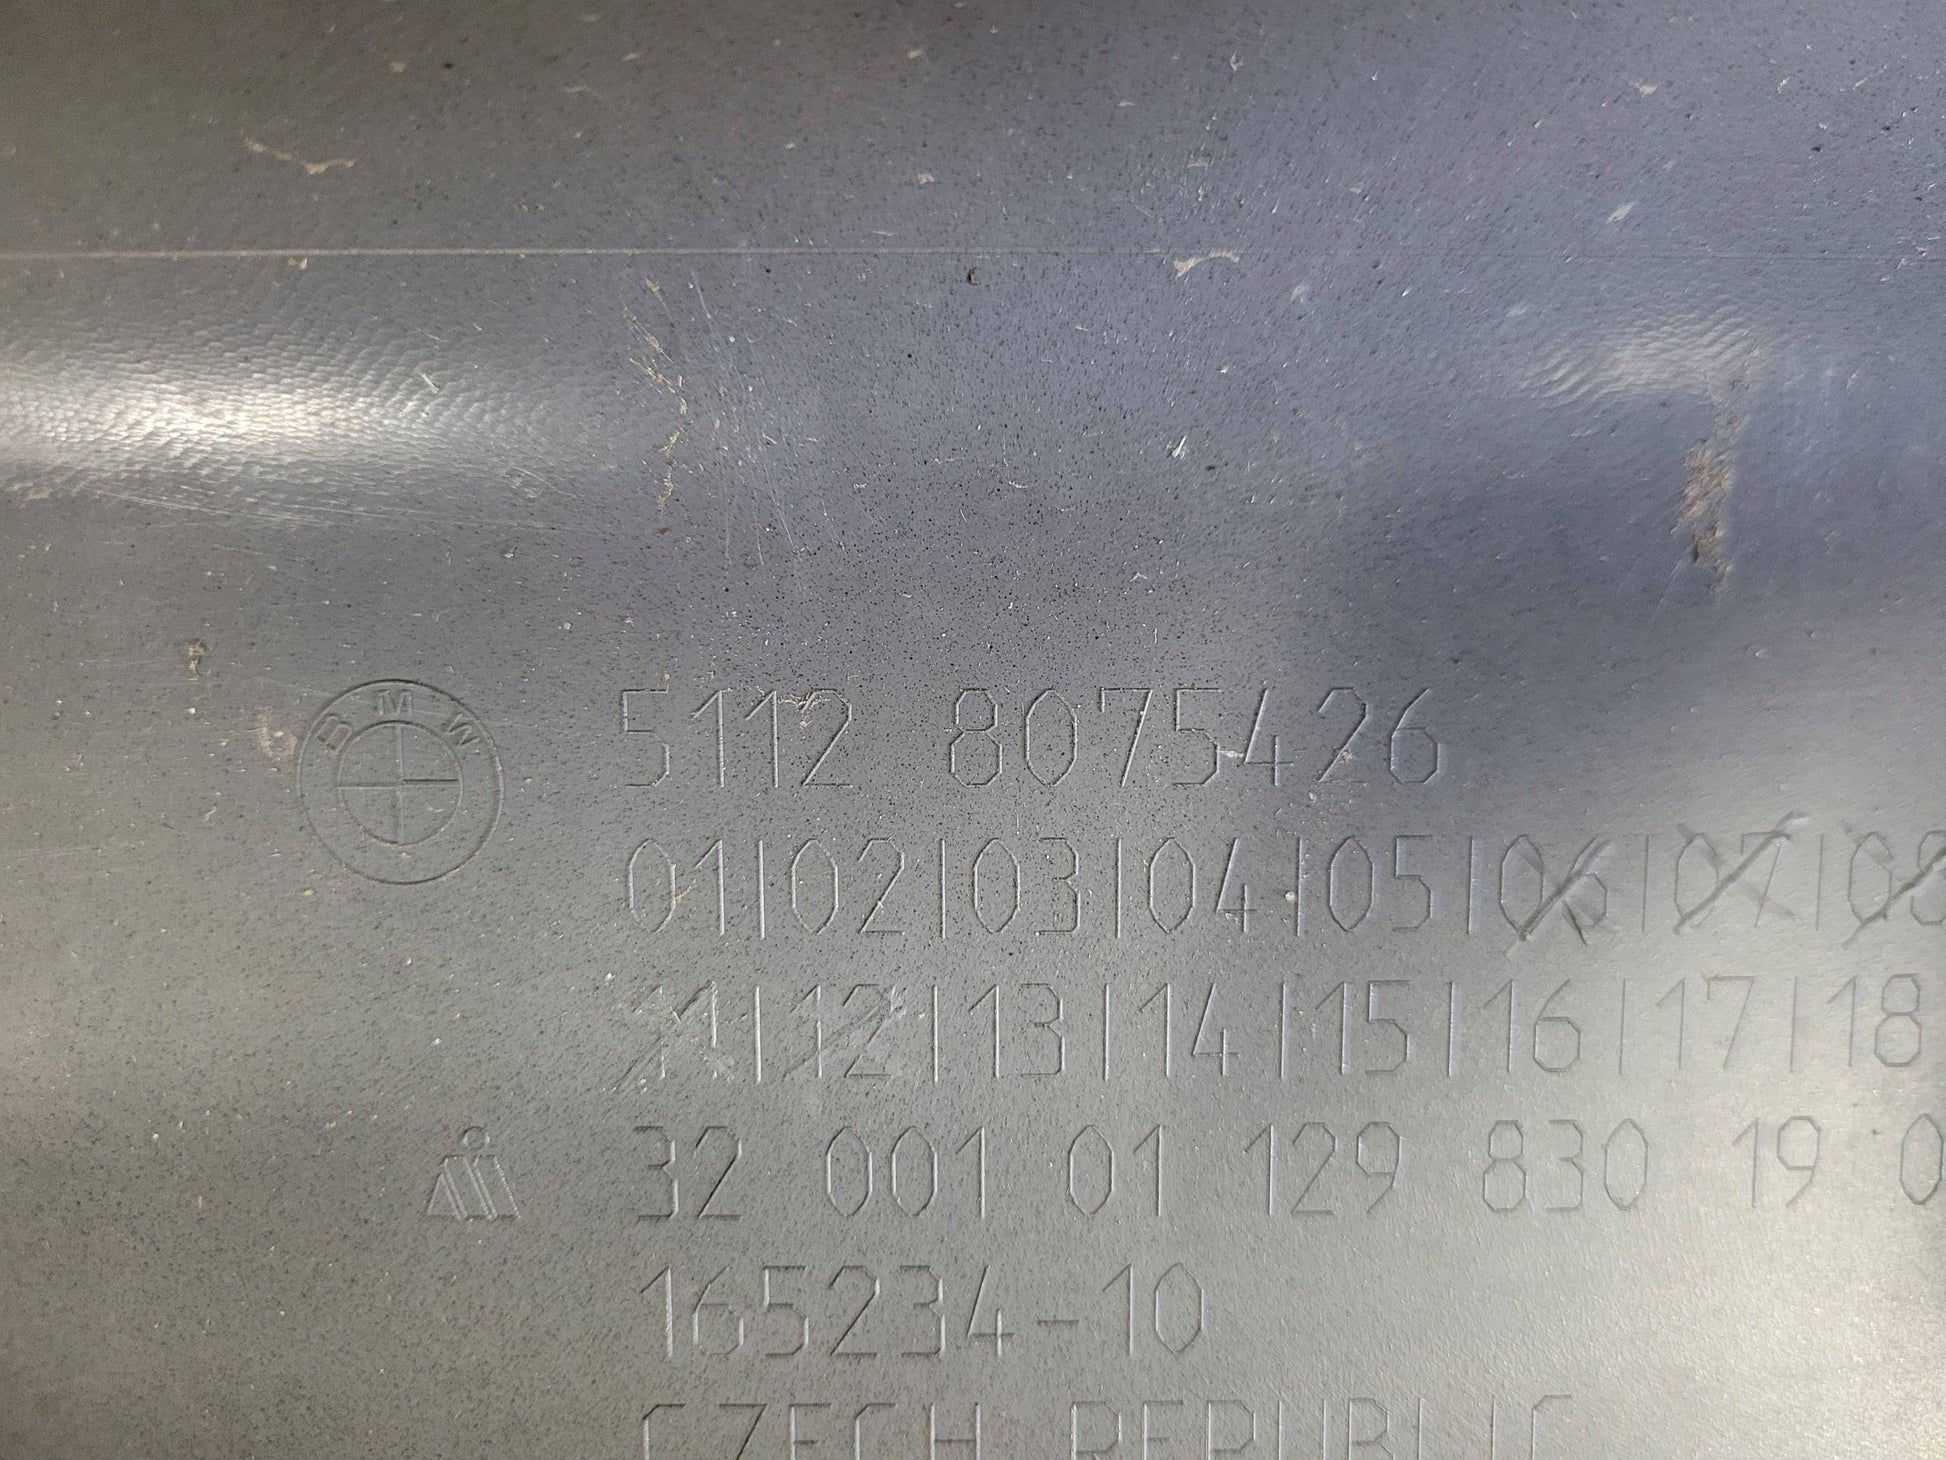 BMW
5112 8075426
01|02|03|04|05|06|07|08
11|12|13|14|15|16|17|18
32 001 01 129 830 19 0
165234-10
CZECH REPUBLIC